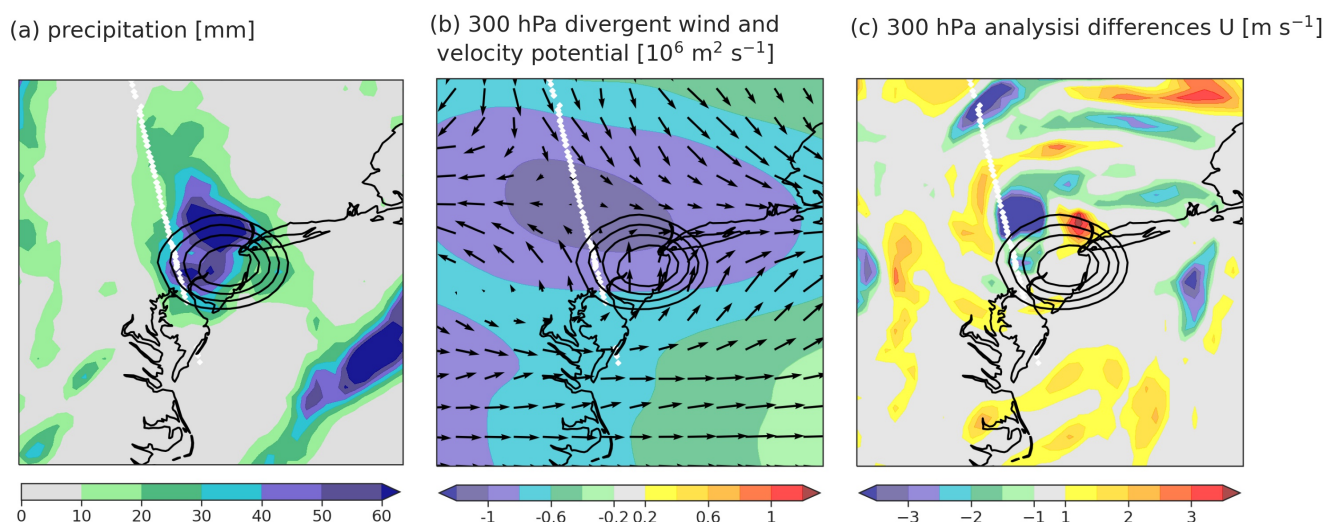 (a) precipitation [mm]
(b) 300 hPa divergent wind and
velocity potential [10⁶ m² s⁻¹]
(c) 300 hPa analysisi differences U [m s⁻¹]
0 10 20 30 40 50 60
-1 -0.6 -0.2 0.2 0.6 1
−3 −2 −1 1 2 3